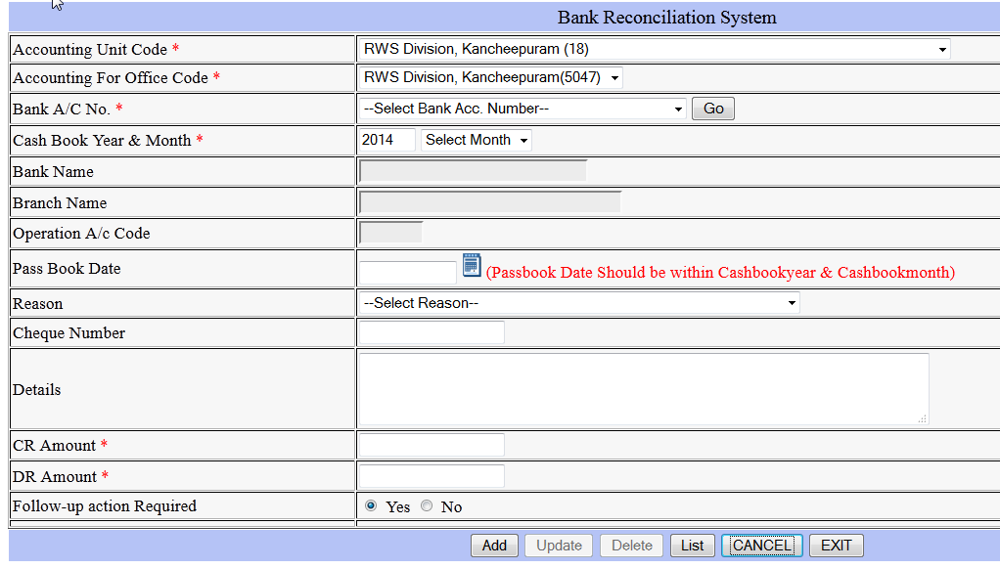 Bank Reconciliation System
Accounting Unit Code * RWS Division, Kancheepuram (18)
Accounting For Office Code * RWS Division, Kancheepuram(5047)
Bank A/C No. * --Select Bank Acc. Number-- Go
Cash Book Year & Month * 2014 Select Month
Bank Name
Branch Name
Operation A/c Code
Pass Book Date (Passbook Date Should be within Cashbookyear & Cashbookmonth)
Reason --Select Reason--
Cheque Number
Details
CR Amount *
DR Amount *
Follow-up action Required Yes No
Add Update Delete List CANCEL EXIT